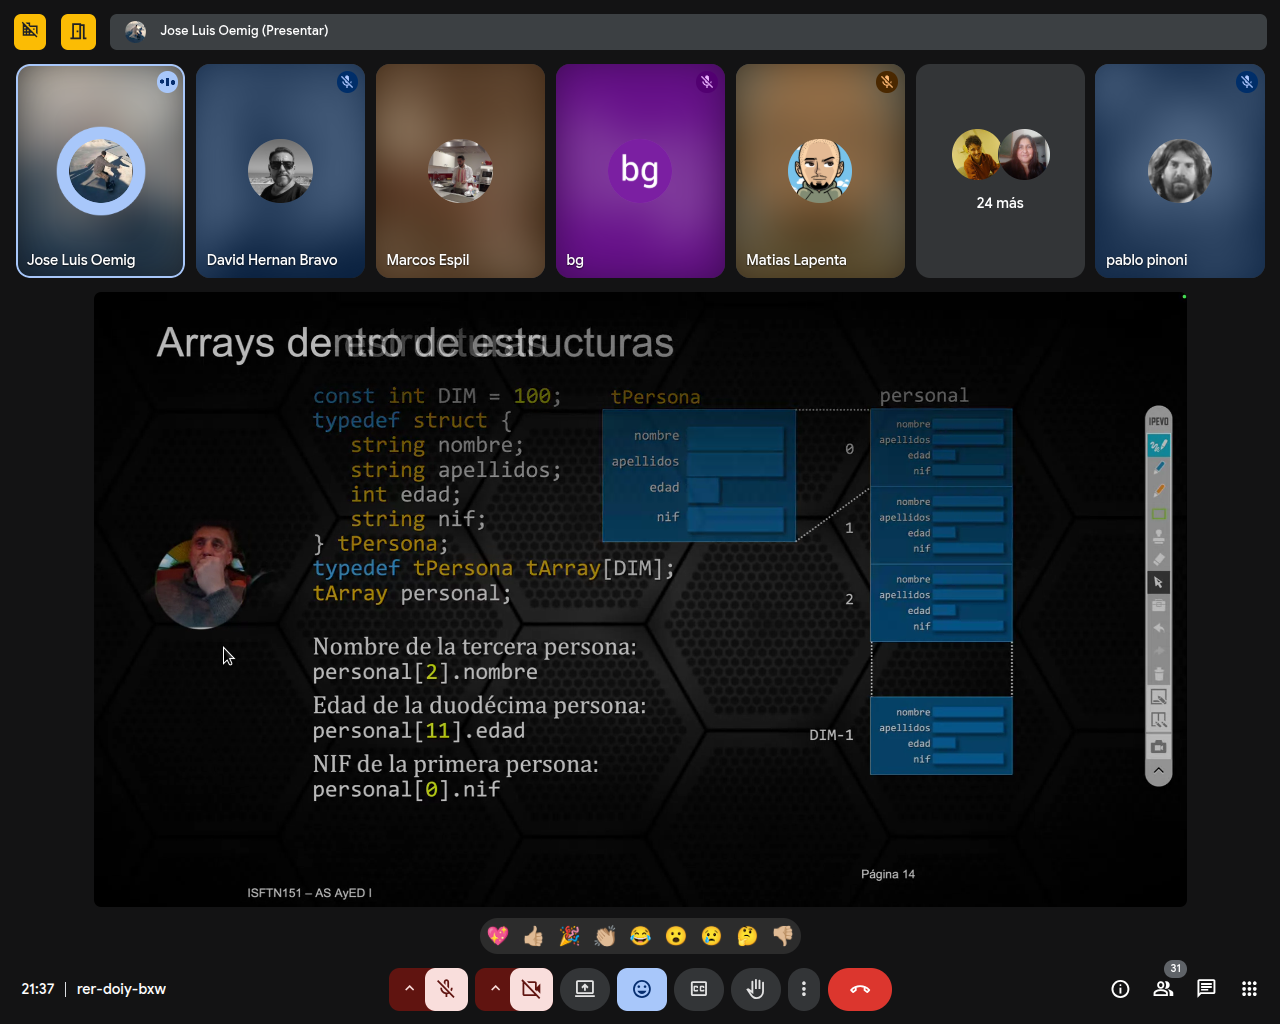 Jose Luis Oemig (Presentar)
Jose Luis Oemig
David Hernan Bravo
Marcos Espil
bg
bg
Matias Lapenta
24 más
pablo pinoni
Arrays de estructuras
const int DIM = 100;
typedef struct {
string nombre;
string apellidos;
int edad;
string nif;
} tPersona;
typedef tPersona tArray[DIM];
tArray personal;
Nombre de la tercera persona:
personal[2].nombre
Edad de la duodécima persona:
personal[11].edad
NIF de la primera persona:
personal[0].nif
tPersona
nombre
apellidos
edad
nif
personal
0
nombre
apellidos
edad
nif
1
nombre
apellidos
edad
nif
2
nombre
apellidos
edad
nif
DIM-1
nombre
apellidos
edad
nif
IPEVO
ISFTN151 – AS AyED I
Página 14
21:37 | rer-doiy-bxw
CC
31